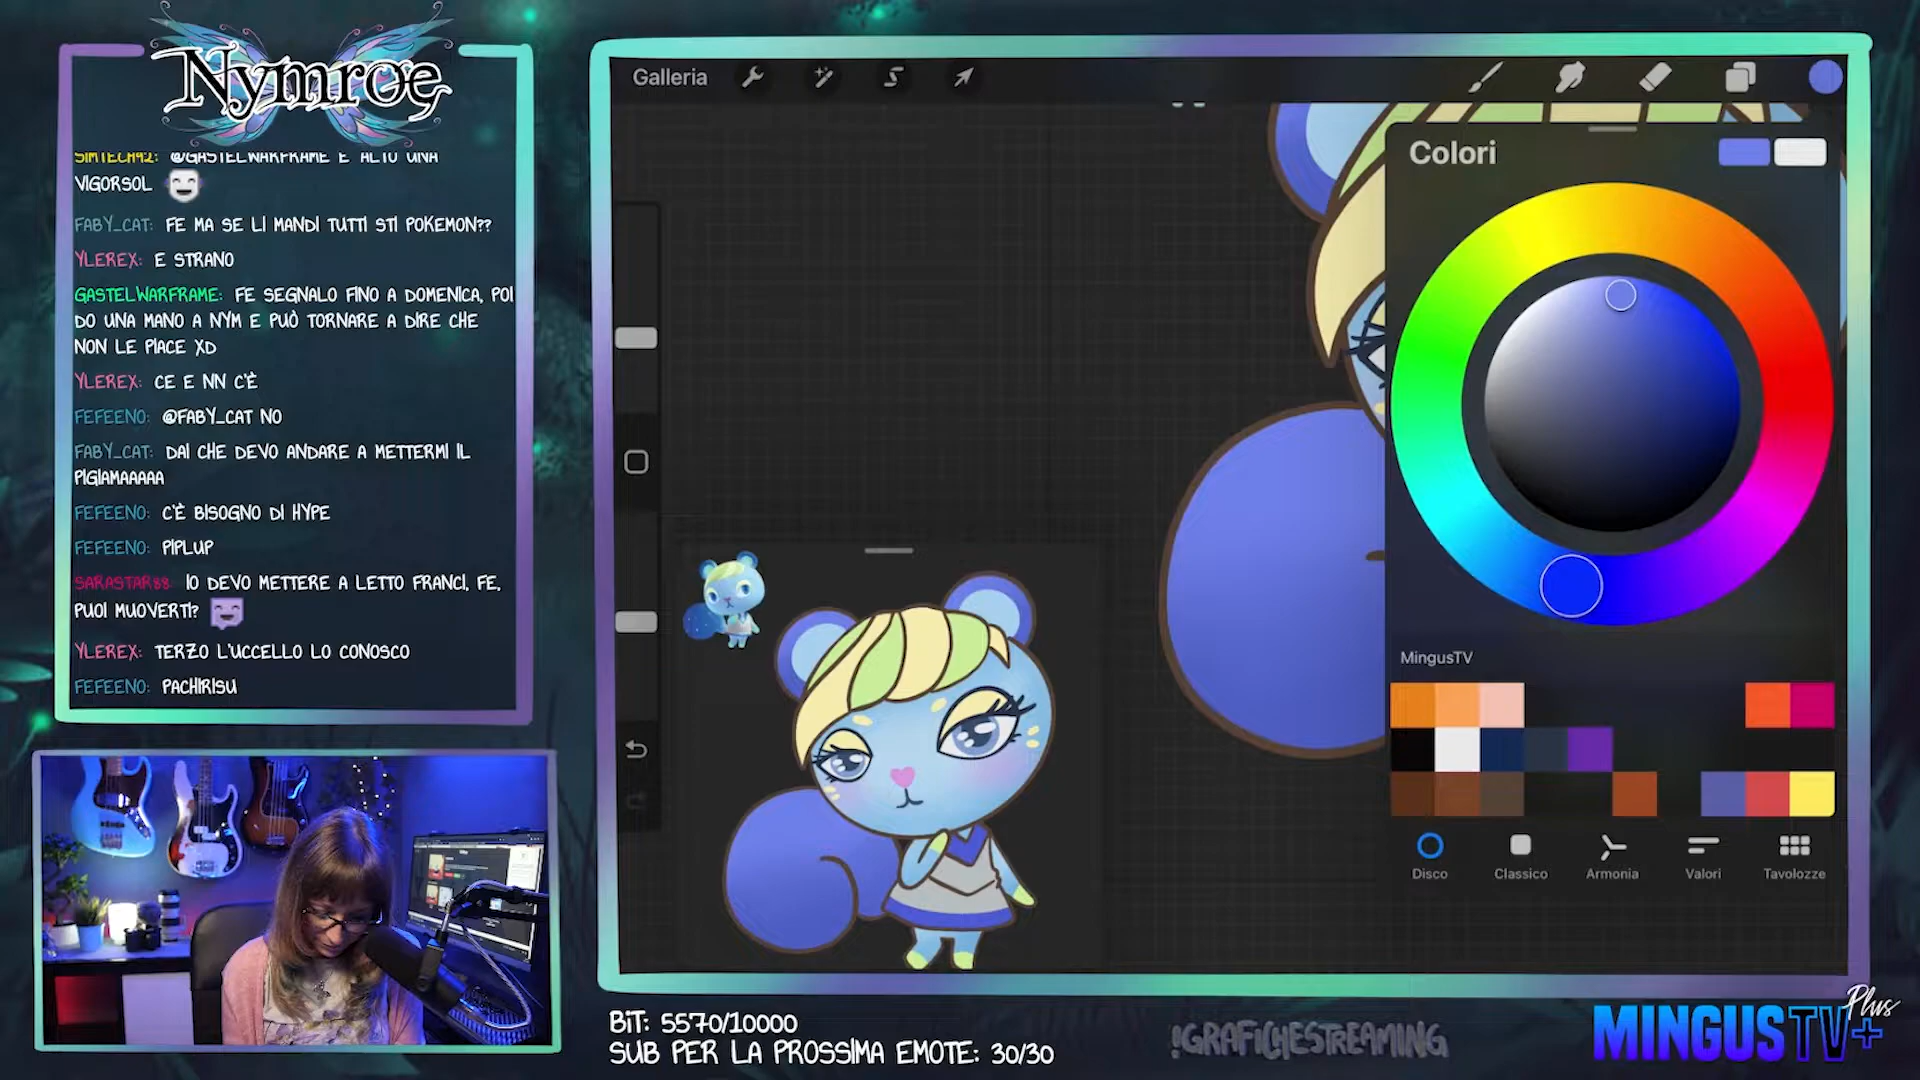 Nymroe
SIMTECH92: @GASTELWARFRAME E ALTO UNA
VIGORSOL
FABY_CAT: FE MA SE LI MANDI TUTTI STI POKEMON??
YLEREX: E STRANO
GASTELWARFRAME: FE SEGNALO FINO A DOMENICA, POI
DO UNA MANO A NYM E PUÒ TORNARE A DIRE CHE
NON LE PIACE XD
YLEREX: CE E NN C'È
FEFEENO: @FABY_CAT NO
FABY_CAT: DAI CHE DEVO ANDARE A METTERMI IL
PIGIAMAAAAA
FEFEENO: C'È BISOGNO DI HYPE
FEFEENO: PIPLUP
SARASTAR88: IO DEVO METTERE A LETTO FRANCI, FE,
PUOI MUOVERTI?
YLEREX: TERZO L'UCCELLO LO CONOSCO
FEFEENO: PACHIRISU
Galleria
Colori
MingusTV
Disco
Classico
Armonia
Valori
Tavolozze
BIT: 5570/10000
SUB PER LA PROSSIMA EMOTE: 30/30
!GRAFICHESTREAMING
MINGUSTV+ Plus